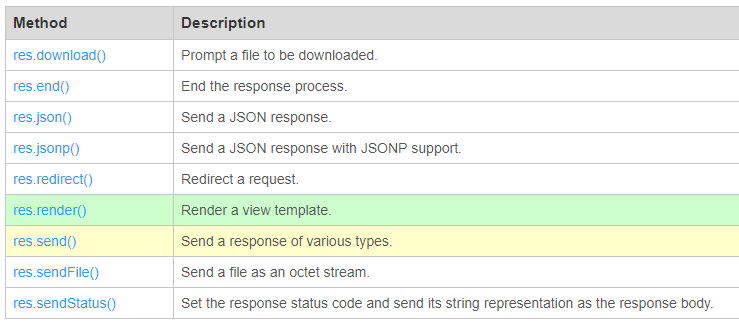 Method Description
res.download() Prompt a file to be downloaded.
res.end() End the response process.
res.json() Send a JSON response.
res.jsonp() Send a JSON response with JSONP support.
res.redirect() Redirect a request.
res.render() Render a view template.
res.send() Send a response of various types.
res.sendFile() Send a file as an octet stream.
res.sendStatus() Set the response status code and send its string representation as the response body.